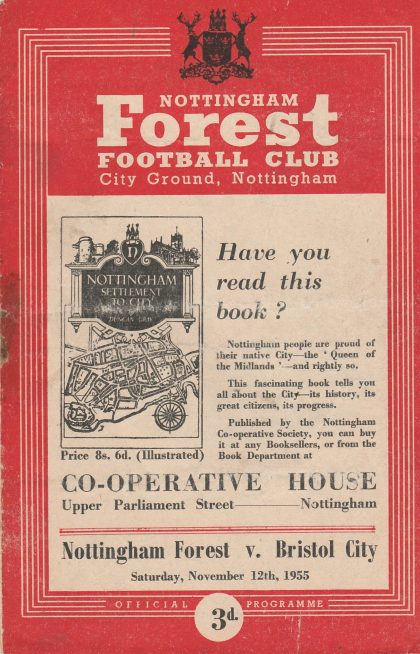 NOTTINGHAM
Forest
FOOTBALL CLUB
City Ground, Nottingham
NOTTINGHAM
SETTLEMENT
TO CITY
DUNCAN GRAY
Have you
read this
book ?
Nottingham people are proud of
their native City—the ' Queen of
the Midlands '—and rightly so.
This fascinating book tells you
all about the City—its history, its
great citizens, its progress.
Published by the Nottingham
Co-operative Society, you can buy
it at any Booksellers, or from the
Book Department at
Price 8s. 6d. (Illustrated)
CO-OPERATIVE HOUSE
Upper Parliament Street—Nottingham
Nottingham Forest v. Bristol City
Saturday, November 12th, 1955
OFFICIAL PROGRAMME
3d.